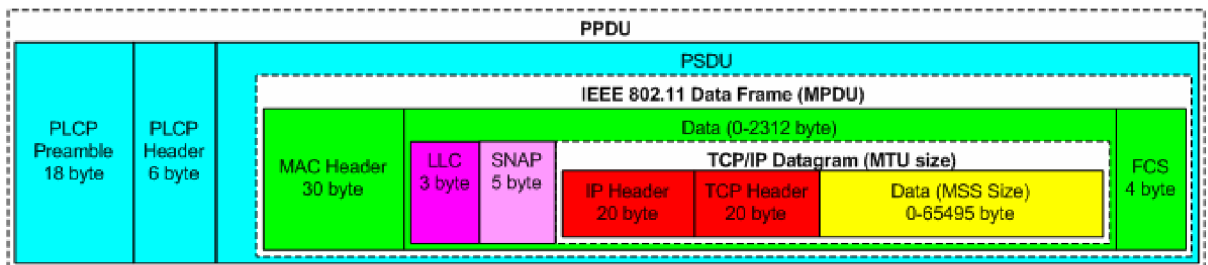 PPDU
PSDU
IEEE 802.11 Data Frame (MPDU)
PLCP
Preamble
18 byte
PLCP
Header
6 byte
MAC Header
30 byte
Data (0-2312 byte)
LLC
3 byte
SNAP
5 byte
TCP/IP Datagram (MTU size)
IP Header
20 byte
TCP Header
20 byte
Data (MSS Size)
0-65495 byte
FCS
4 byte